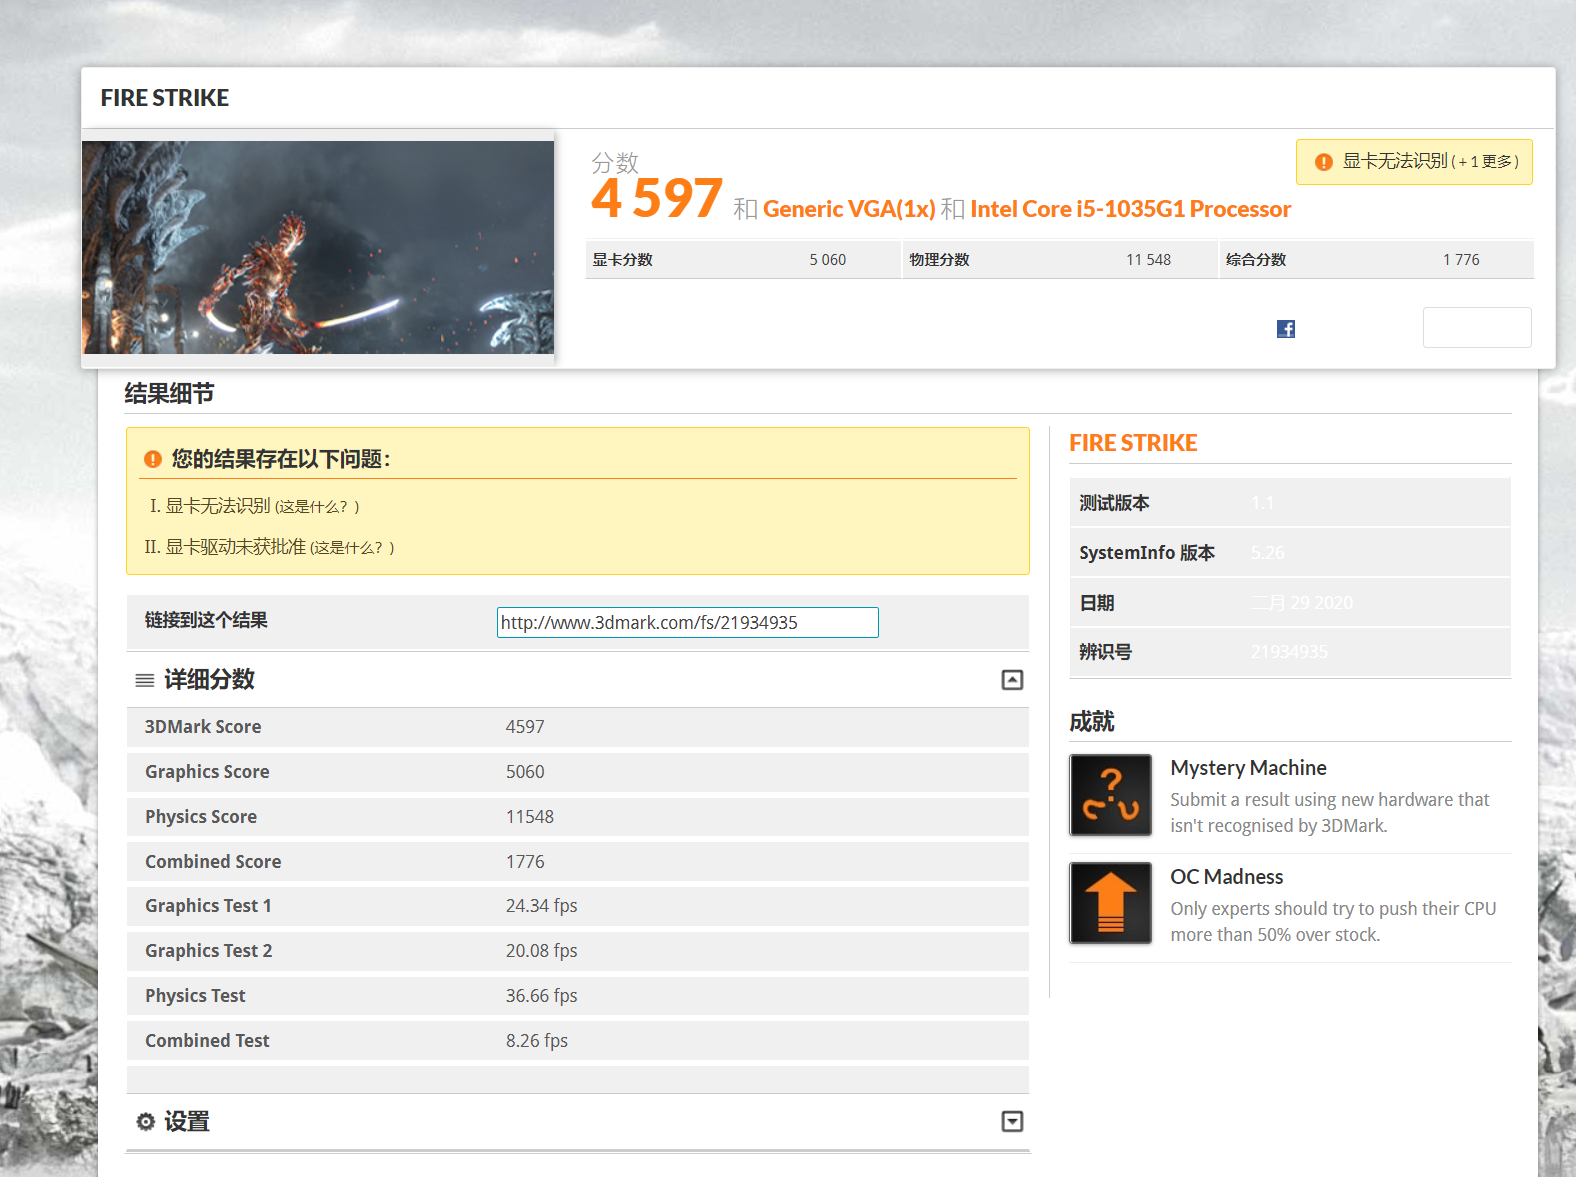 FIRE STRIKE
分数
4 597 和 Generic VGA(1x) 和 Intel Core i5-1035G1 Processor
显卡无法识别 ( + 1 更多 )
显卡分数 5 060 物理分数 11 548 综合分数 1 776
结果细节
您的结果存在以下问题：
I. 显卡无法识别 (这是什么？)
II. 显卡驱动未获批准 (这是什么？)
链接到这个结果 http://www.3dmark.com/fs/21934935
详细分数
3DMark Score 4597
Graphics Score 5060
Physics Score 11548
Combined Score 1776
Graphics Test 1 24.34 fps
Graphics Test 2 20.08 fps
Physics Test 36.66 fps
Combined Test 8.26 fps
设置
FIRE STRIKE
测试版本 1.1
SystemInfo 版本 5.26
日期 二月 29 2020
辨识号 21934935
成就
Mystery Machine
Submit a result using new hardware that
isn't recognised by 3DMark.
OC Madness
Only experts should try to push their CPU
more than 50% over stock.